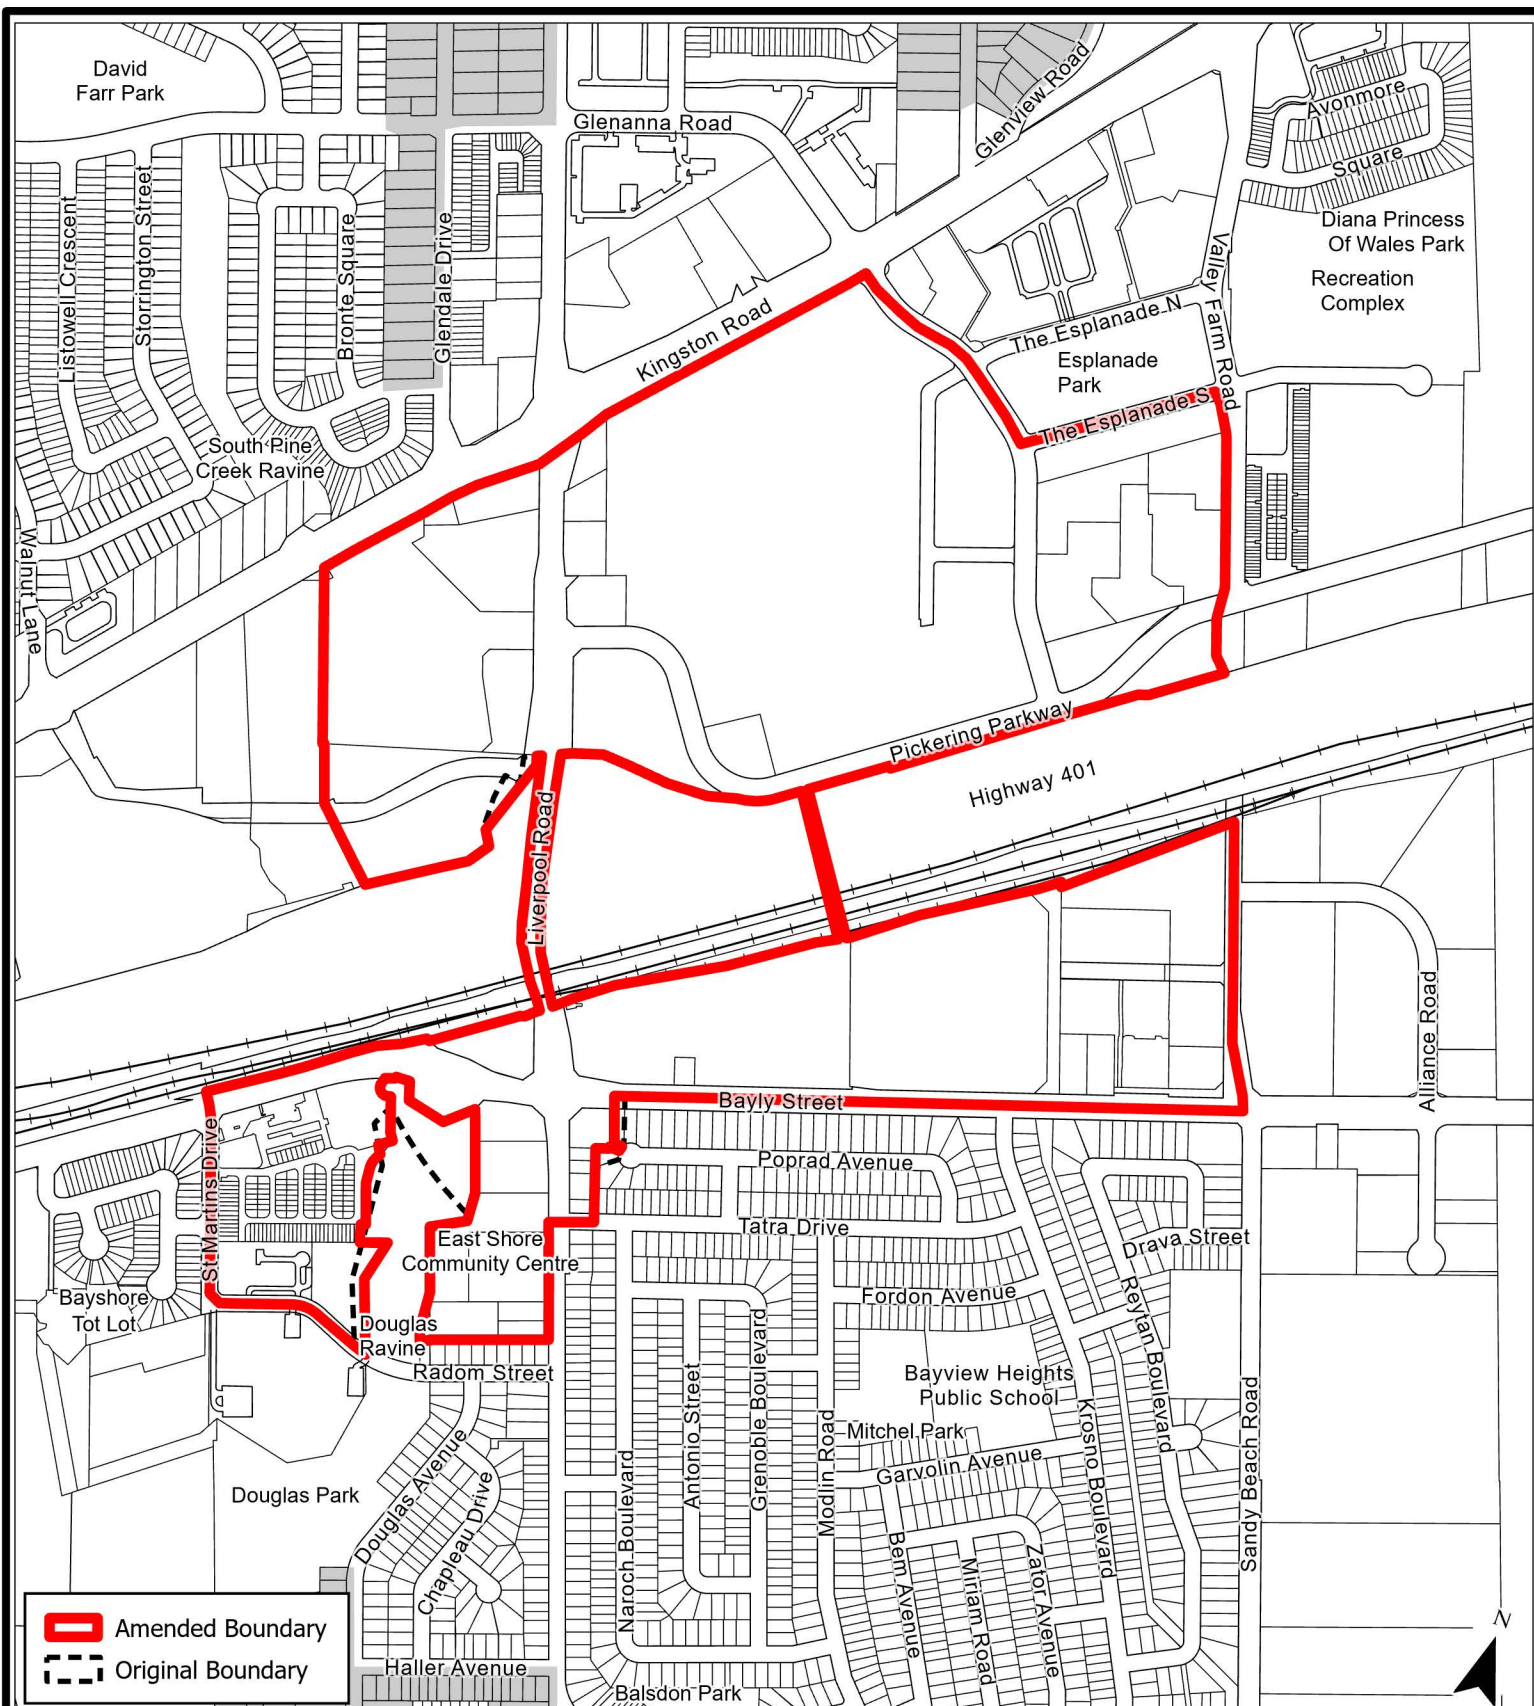 David
Farr Park
Glenanna Road
Glenview Road
Avonmore
Square
Diana Princess
Of Wales Park
Recreation
Complex
Listowell Crescent
Storrington Street
Bronte Square
Glendale Drive
Kingston Road
Valley Farm Road
The Esplanade N
Esplanade
Park
The Esplanade S
South Pine
Creek Ravine
Walnut Lane
Pickering Parkway
Highway 401
Liverpool Road
Alliance Road
Bayly Street
St Martins Drive
Poprad Avenue
Tatra Drive
Drava Street
East Shore
Community Centre
Fordon Avenue
Reytan Boulevard
Bayshore
Tot Lot
Douglas
Ravine
Radom Street
Bayview Heights
Public School
Antonio Street
Grenoble Boulevard
Modlin Road
Mitchel Park
Garvolin Avenue
Krosno Boulevard
Sandy Beach Road
Naroch Boulevard
Douglas Park
Douglas Avenue
Chapleau Drive
Bem Avenue
Miriam Road
Zator Avenue
Amended Boundary
Original Boundary
Haller Avenue
Balsdon Park
N